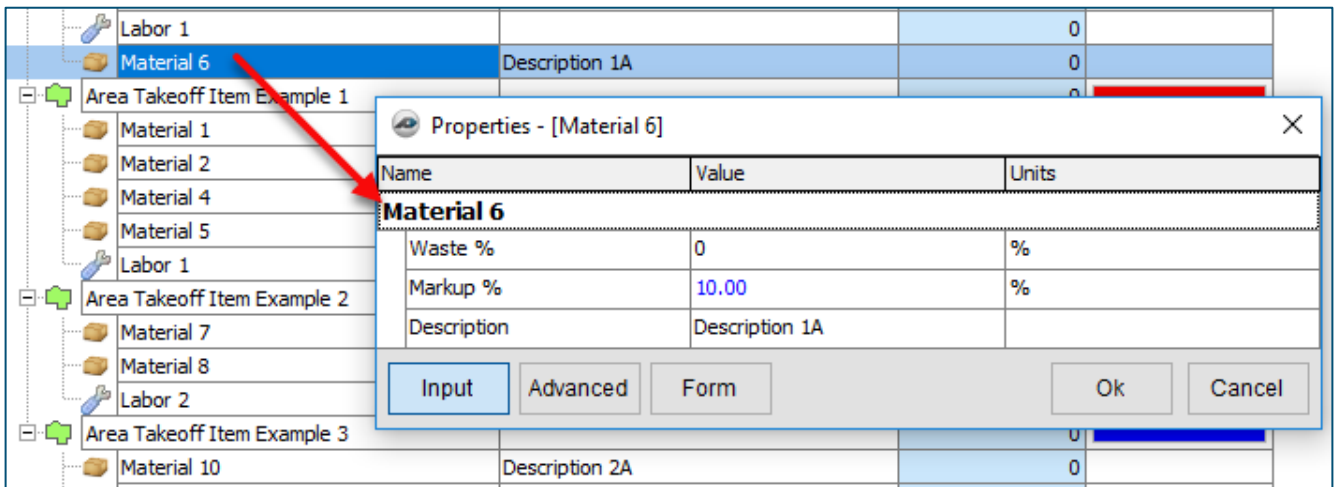 Labor 1 0
Material 6 Description 1A 0
Area Takeoff Item Example 1 0
Material 1
Properties - [Material 6]
Material 2
Name Value Units
Material 4
Material 6
Material 5
Waste % 0 %
Labor 1
Markup % 10.00 %
Area Takeoff Item Example 2
Description Description 1A
Material 7
Material 8
Input Advanced Form Ok Cancel
Labor 2
Area Takeoff Item Example 3 0
Material 10 Description 2A 0